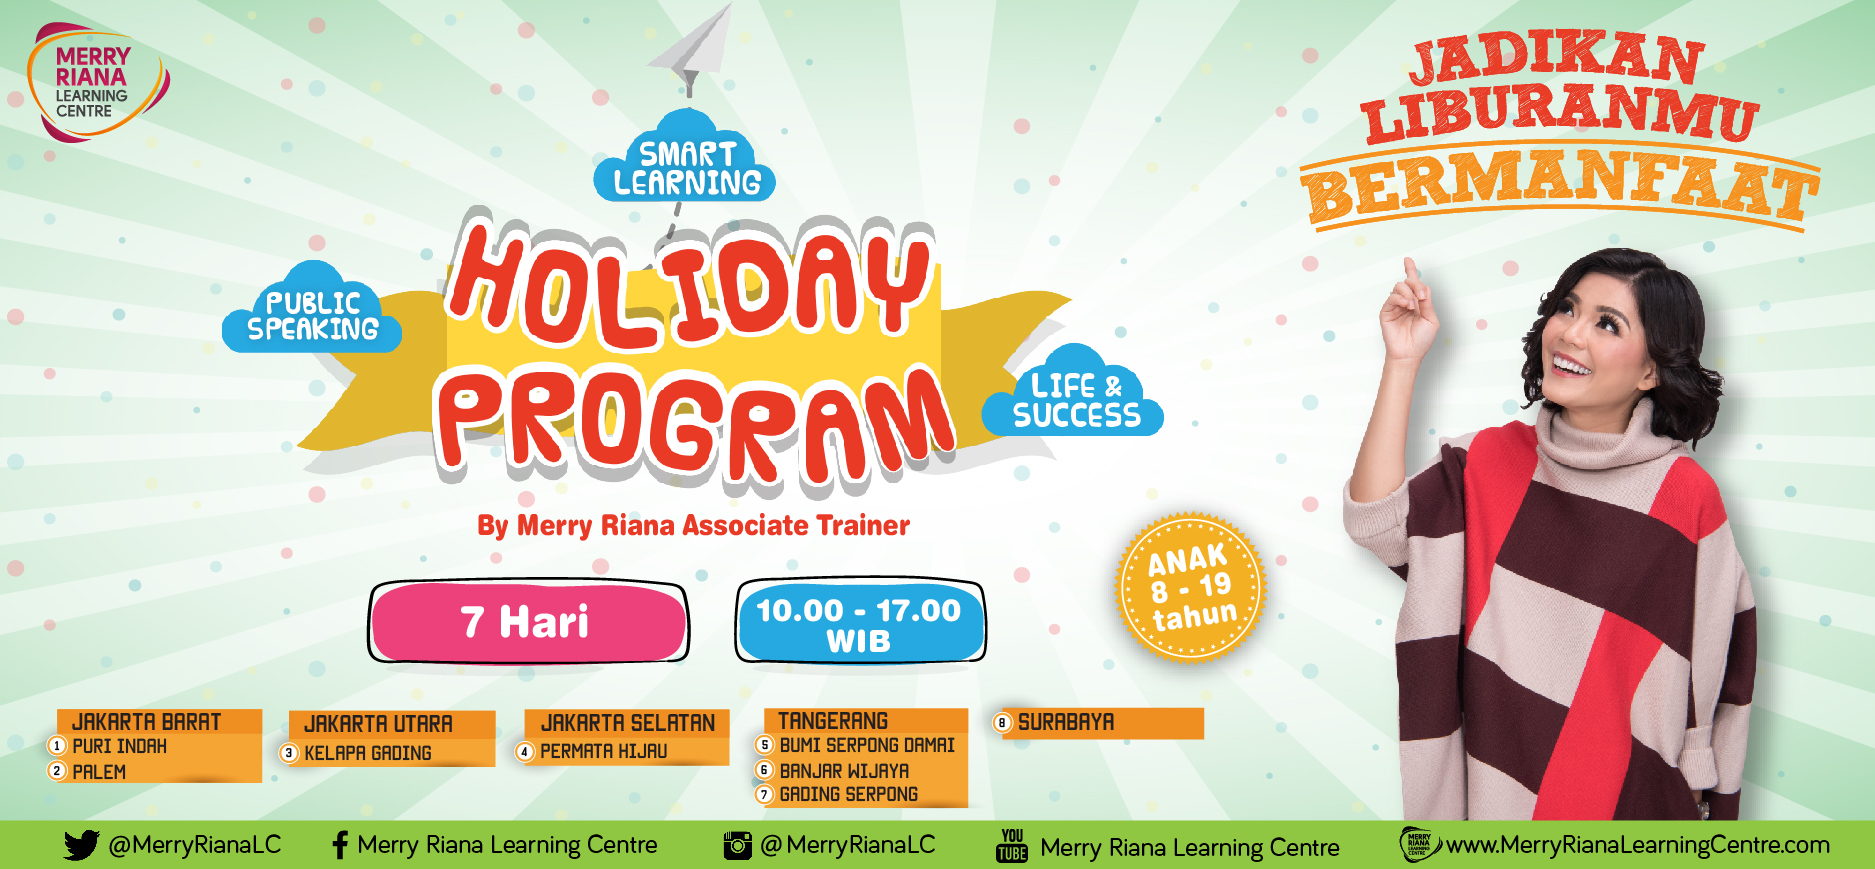 MERRY
RIANA
LEARNING
CENTRE
JADIKAN
LIBURANMU
BERMANFAAT
SMART
LEARNING
PUBLIC
SPEAKING
HOLIDAY
PROGRAM
LIFE &
SUCCESS
By Merry Riana Associate Trainer
7 Hari
10.00 - 17.00
WIB
ANAK
8 - 19
tahun
JAKARTA BARAT
1 PURI INDAH
2 PALEM
JAKARTA UTARA
3 KELAPA GADING
JAKARTA SELATAN
4 PERMATA HIJAU
TANGERANG
5 BUMI SERPONG DAMAI
6 BANJAR WIJAYA
7 GADING SERPONG
8 SURABAYA
@MerryRianaLC
f Merry Riana Learning Centre
@MerryRianaLC
YOU
TUBE
Merry Riana Learning Centre
MERRY
RIANA
LEARNING
CENTRE
www.MerryRianaLearningCentre.com